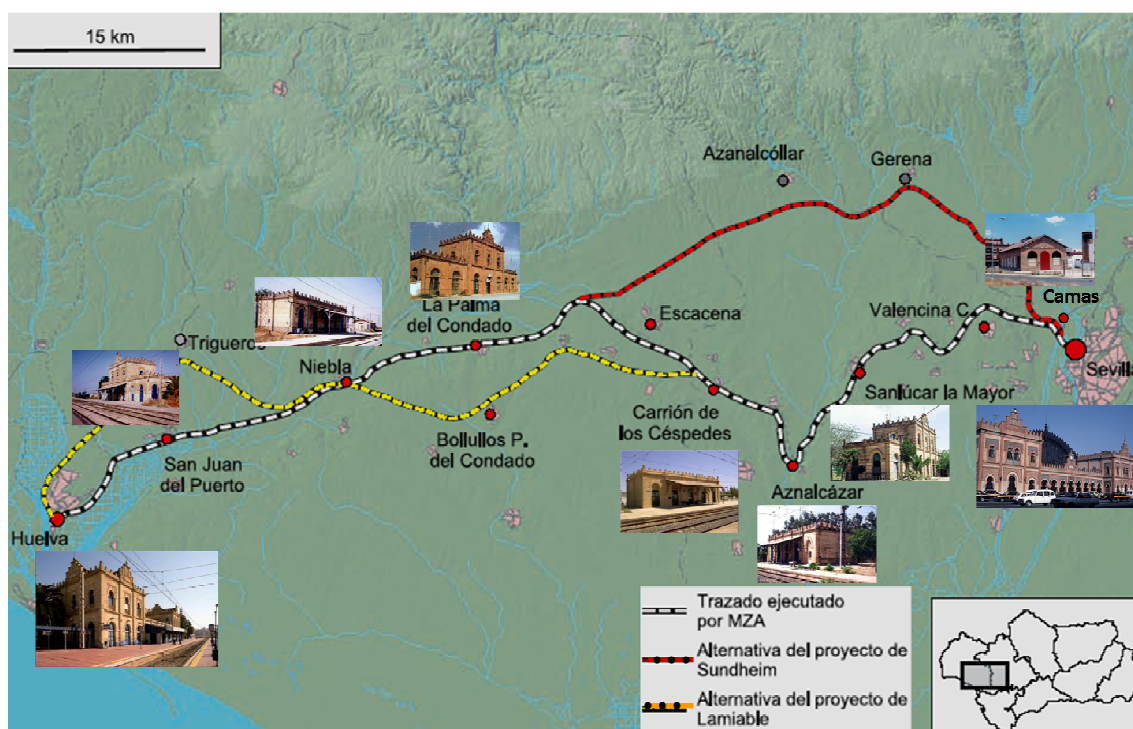 15 km
Azanalcóllar
Gerena
La Palma
del Condado
Escacena
Valencina C.
Camas
Trigueros
Niebla
Sevilla
Sanlúcar la Mayor
Carrión de
los Céspedes
Bollullos P.
del Condado
San Juan
del Puerto
Aznalcázar
Huelva
Trazado ejecutado
por MZA
Alternativa del proyecto de
Sundheim
Alternativa del proyecto de
Lamiable